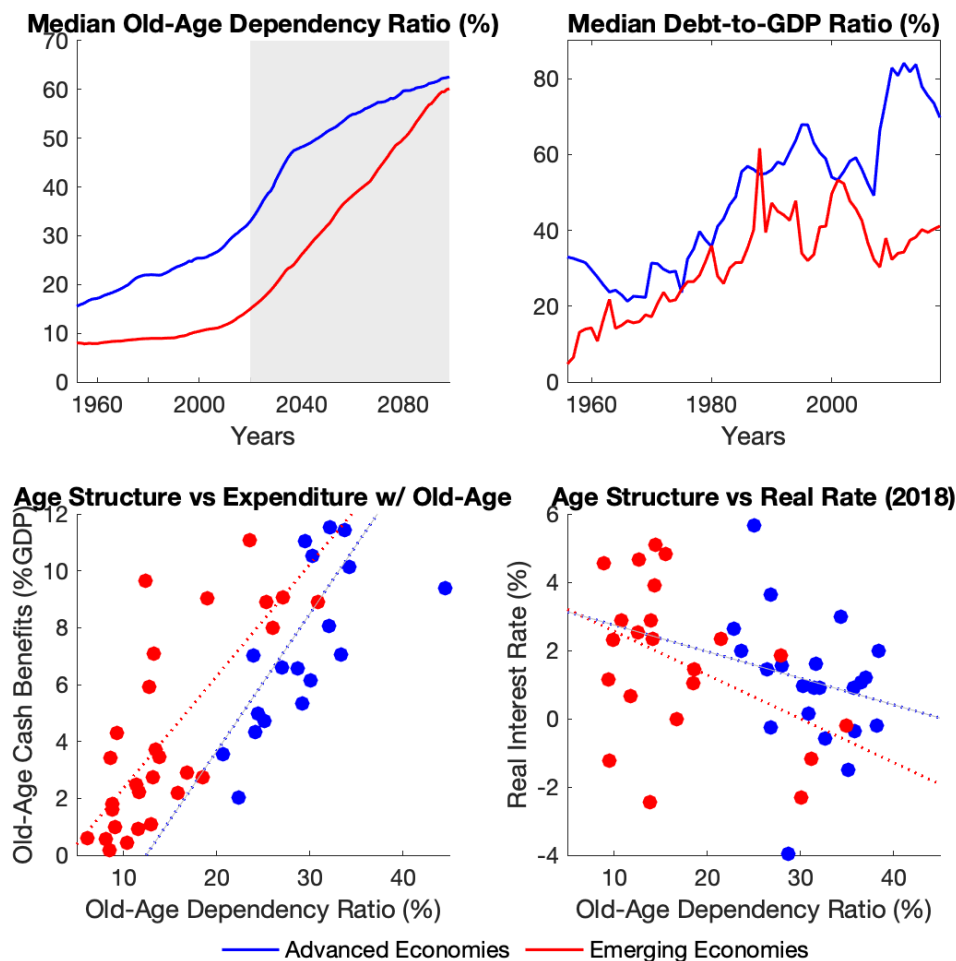 Median Old-Age Dependency Ratio (%)
70
60
50
40
30
20
10
0
1960 2000 2040 2080
Years
Median Debt-to-GDP Ratio (%)
80
60
40
20
0
1960 1980 2000
Years
Age Structure vs Expenditure w/ Old-Age
Old-Age Cash Benefits (%GDP)
12
10
8
6
4
2
0
10 20 30 40
Old-Age Dependency Ratio (%)
Age Structure vs Real Rate (2018)
Real Interest Rate (%)
6
4
2
0
-2
-4
10 20 30 40
Old-Age Dependency Ratio (%)
Advanced Economies Emerging Economies